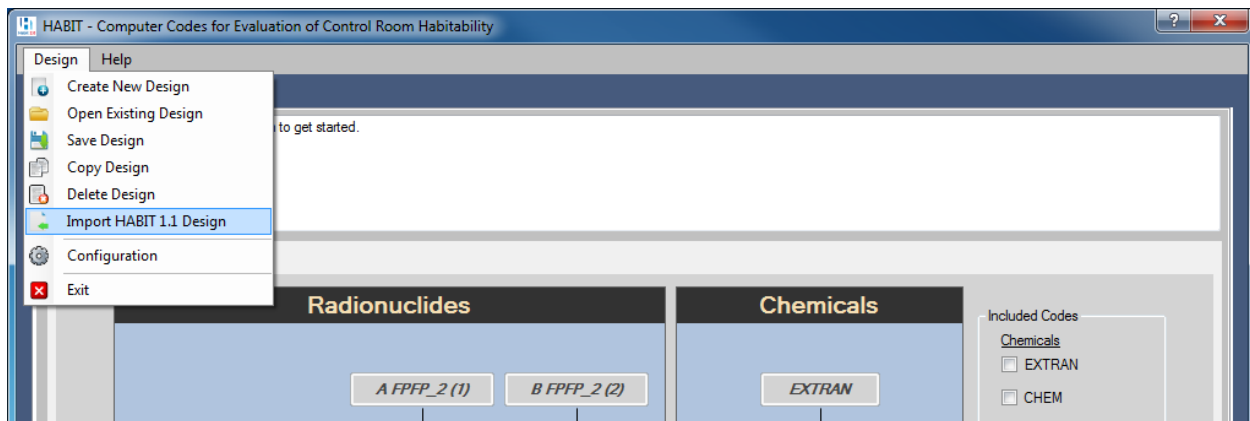 HABIT - Computer Codes for Evaluation of Control Room Habitability
Design Help
Create New Design
Open Existing Design
to get started.
Save Design
Copy Design
Delete Design
Import HABIT 1.1 Design
Configuration
Exit
Radionuclides
Chemicals
Included Codes
Chemicals
EXTRAN
A FPFP_2 (1)
B FPFP_2 (2)
EXTRAN
CHEM